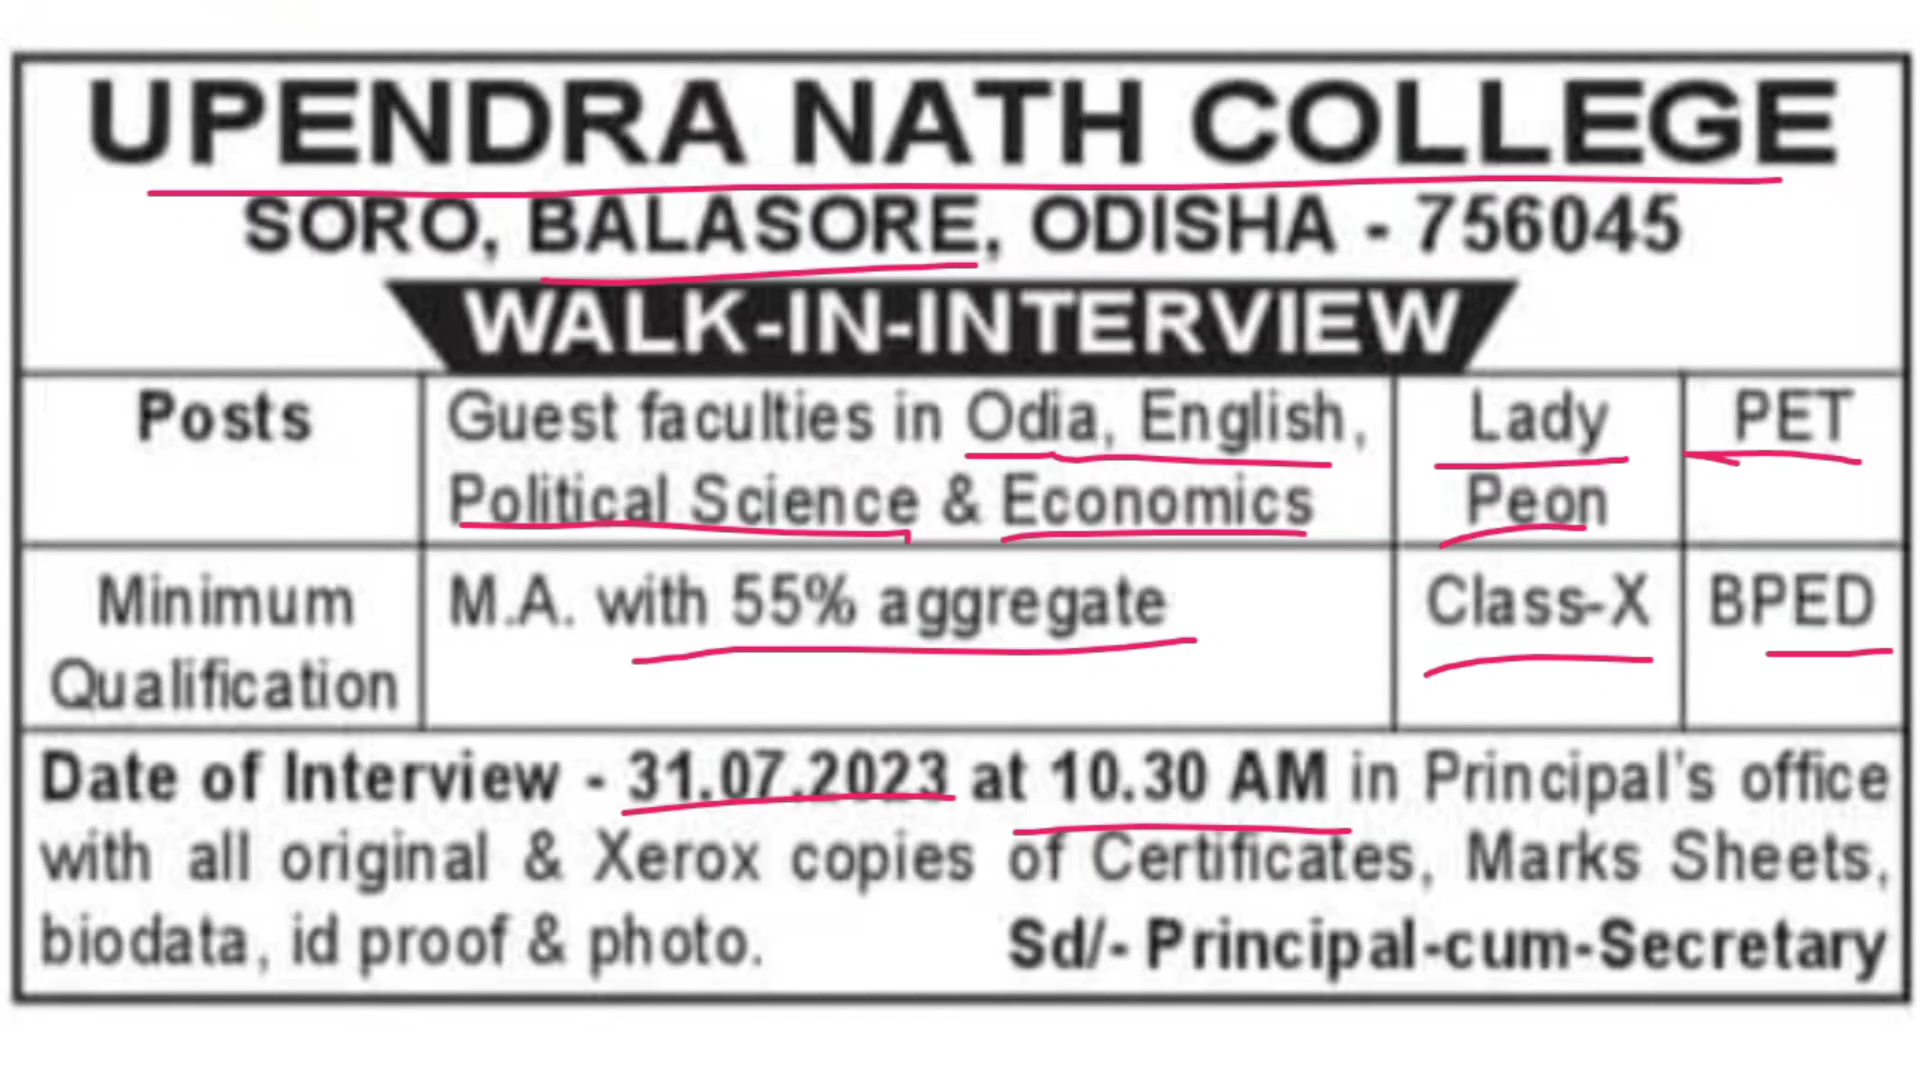 UPENDRA NATH COLLEGE
SORO, BALASORE, ODISHA - 756045
WALK-IN-INTERVIEW
Posts
Guest faculties in Odia, English,
Political Science & Economics
Lady
Peon
PET
Minimum
Qualification
M.A. with 55% aggregate
Class-X
BPED
Date of Interview - 31.07.2023 at 10.30 AM in Principal's office
with all original & Xerox copies of Certificates, Marks Sheets,
biodata, id proof & photo.
Sd/- Principal-cum-Secretary